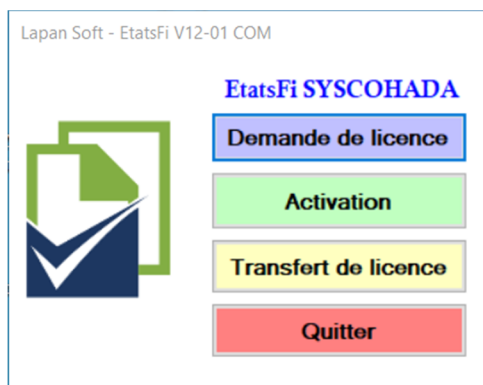 Lapan Soft - EtatsFi V12-01 COM
EtatsFi SYSCOHADA
Demande de licence
Activation
Transfert de licence
Quitter